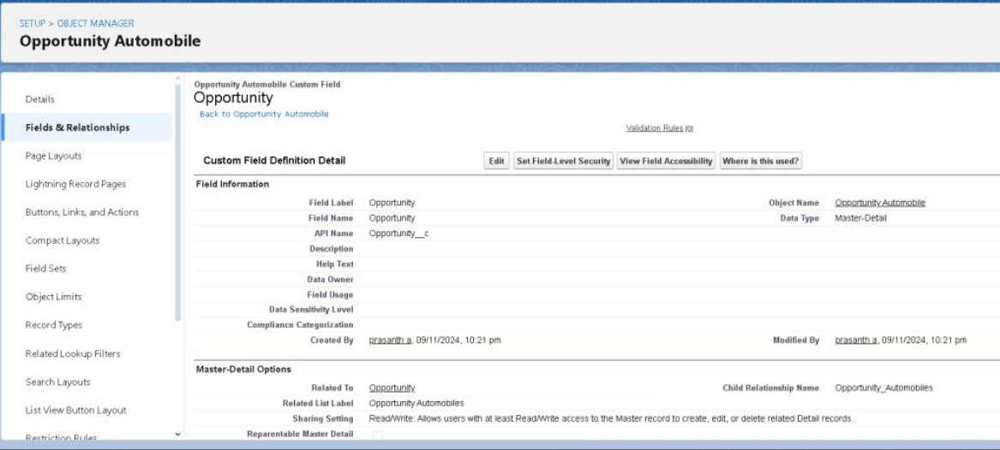 SETUP > OBJECT MANAGER
Opportunity Automobile
Details
Fields & Relationships
Page Layouts
Lightning Record Pages
Buttons, Links, and Actions
Compact Layouts
Field Sets
Object Limits
Record Types
Related Lookup Filters
Search Layouts
List View Button Layout
Restriction Rules
Opportunity Automobile Custom Field
Opportunity
Back to Opportunity Automobile
Validation Rules [0]
Custom Field Definition Detail Edit Set Field-Level Security View Field Accessibility Where is this used?
Field Information
Field Label Opportunity Object Name Opportunity Automobile
Field Name Opportunity Data Type Master-Detail
API Name Opportunity__c
Description
Help Text
Data Owner
Field Usage
Data Sensitivity Level
Compliance Categorization
Created By prasanth a, 09/11/2024, 10:21 pm Modified By prasanth a, 09/11/2024, 10:21 pm
Master-Detail Options
Related To Opportunity Child Relationship Name Opportunity_Automobiles
Related List Label Opportunity Automobiles
Sharing Setting Read/Write: Allows users with at least Read/Write access to the Master record to create, edit, or delete related Detail records.
Reparentable Master Detail